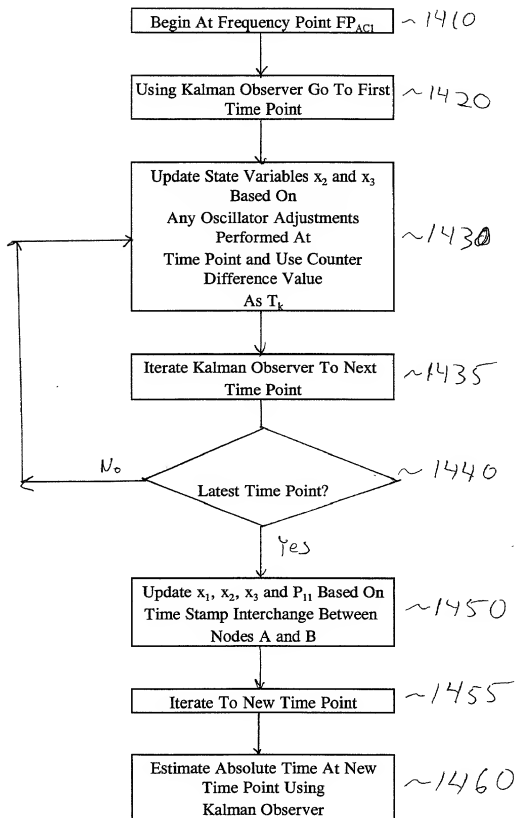 Begin At Frequency Point FP_AC1
~1410
Using Kalman Observer Go To First
Time Point
~1420
Update State Variables x₂ and x₃
Based On
Any Oscillator Adjustments
Performed At
Time Point and Use Counter
Difference Value
As Tₖ
~1430
Iterate Kalman Observer To Next
Time Point
~1435
No
Latest Time Point?
~1440
Yes
Update x₁, x₂, x₃ and P₁₁ Based On
Time Stamp Interchange Between
Nodes A and B
~1450
Iterate To New Time Point
~1455
Estimate Absolute Time At New
Time Point Using
Kalman Observer
~1460